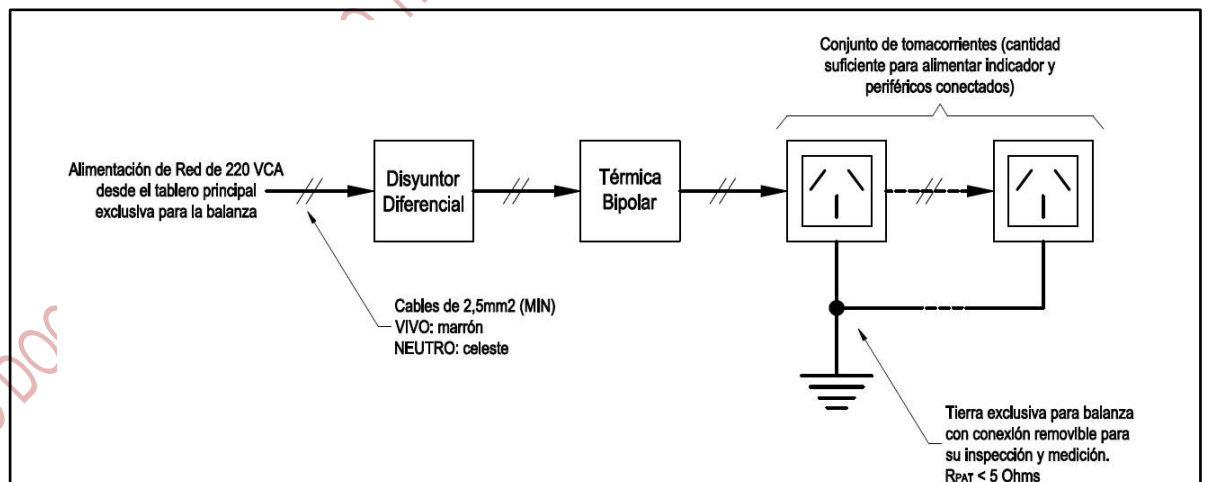 Conjunto de tomacorrientes (cantidad
suficiente para alimentar indicador y
periféricos conectados)
Alimentación de Red de 220 VCA
desde el tablero principal
exclusiva para la balanza
Disyuntor
Diferencial
Térmica
Bipolar
Cables de 2,5mm2 (MIN)
VIVO: marrón
NEUTRO: celeste
Tierra exclusiva para balanza
con conexión removible para
su inspección y medición.
RPAT < 5 Ohms